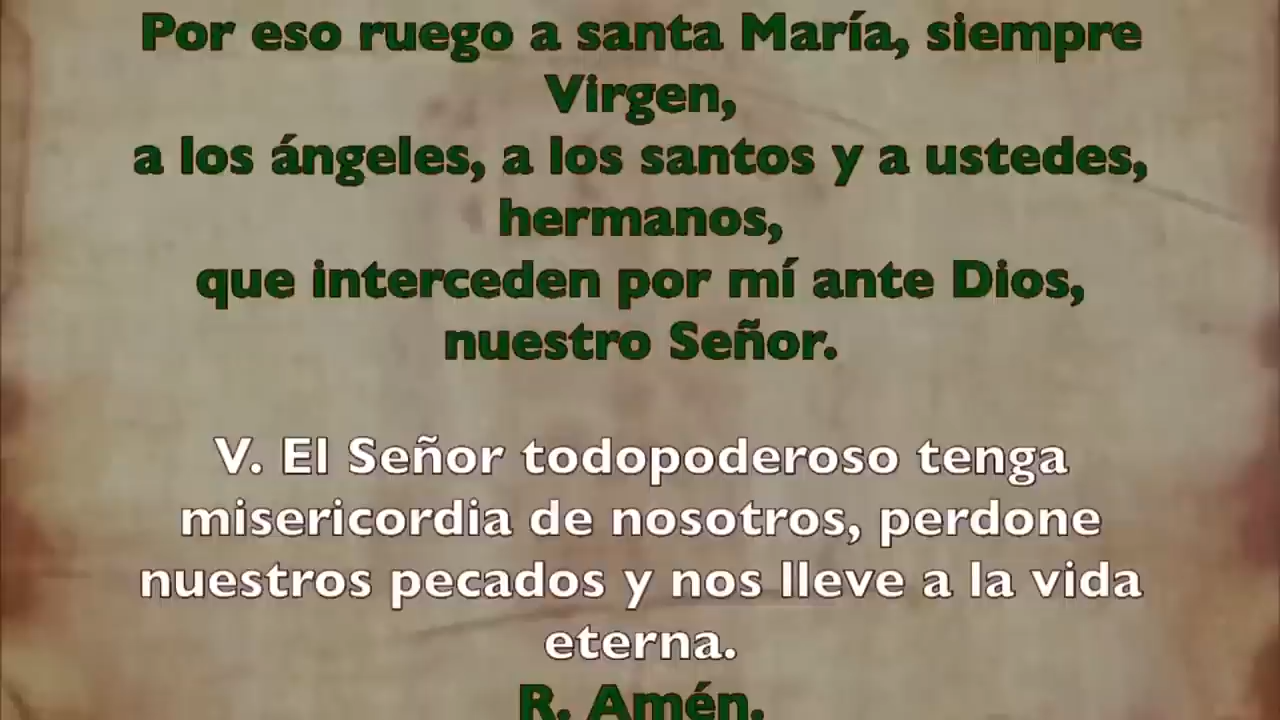 Por eso ruego a santa María, siempre
Virgen,
a los ángeles, a los santos y a ustedes,
hermanos,
que interceden por mí ante Dios,
nuestro Señor.
V. El Señor todopoderoso tenga
misericordia de nosotros, perdone
nuestros pecados y nos lleve a la vida
eterna.
R. Amén.